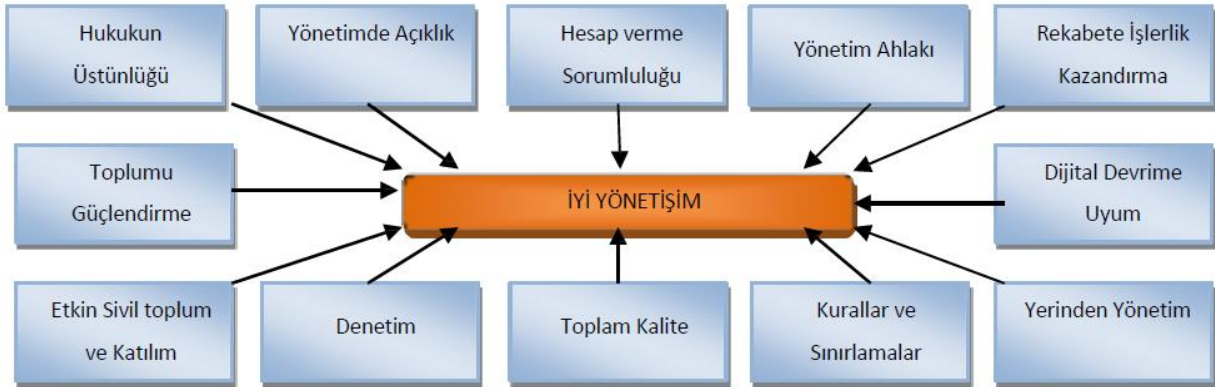 Hukukun
Üstünlüğü
Yönetimde Açıklık
Hesap verme
Sorumluluğu
Yönetim Ahlakı
Rekabete İşlerlik
Kazandırma
Toplumu
Güçlendirme
İYİ YÖNETİŞİM
Dijital Devrime
Uyum
Etkin Sivil toplum
ve Katılım
Denetim
Toplam Kalite
Kurallar ve
Sınırlamalar
Yerinden Yönetim